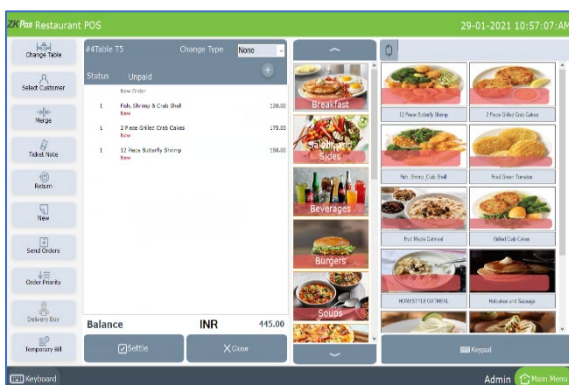 ZKPos Restaurant POS
29-01-2021 10:57:07 AM
Change Table
Select Customer
Merge
Ticket Note
Return
New
Send Orders
Order Priority
Delivery Boy
Temporary Bill
#4Table T5 Change Type None
Status Unpaid
New Order
1 Fish, Shrimp & Crab Shell 120.00
New
1 2 Piece Grilled Crab Cakes 175.00
New
1 12 Piece Butterfly Shrimp 150.00
New
Balance INR 445.00
Settle Close
Breakfast
Sides
Beverages
Burgers
Soups
12 Piece Butterfly Shrimp 2 Piece Grilled Crab Cakes
Fish, Shrimp, Crab Shell Fried Green Tomatoes
Fruit Maple Oatmeal Grilled Crab Cakes
HOMESTYLE OATMEAL Hotcakes and Sausage
Keypad
Keyboard
Admin Main Menu